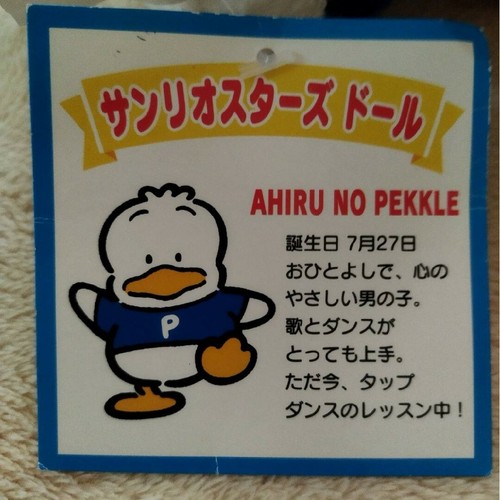 サンリオスターズ ドール
AHIRU NO PEKKLE
誕生日 7月27日
おひとよしで、心の
やさしい男の子。
歌とダンスが
とっても上手。
ただ今、タップ
ダンスのレッスン中！
P